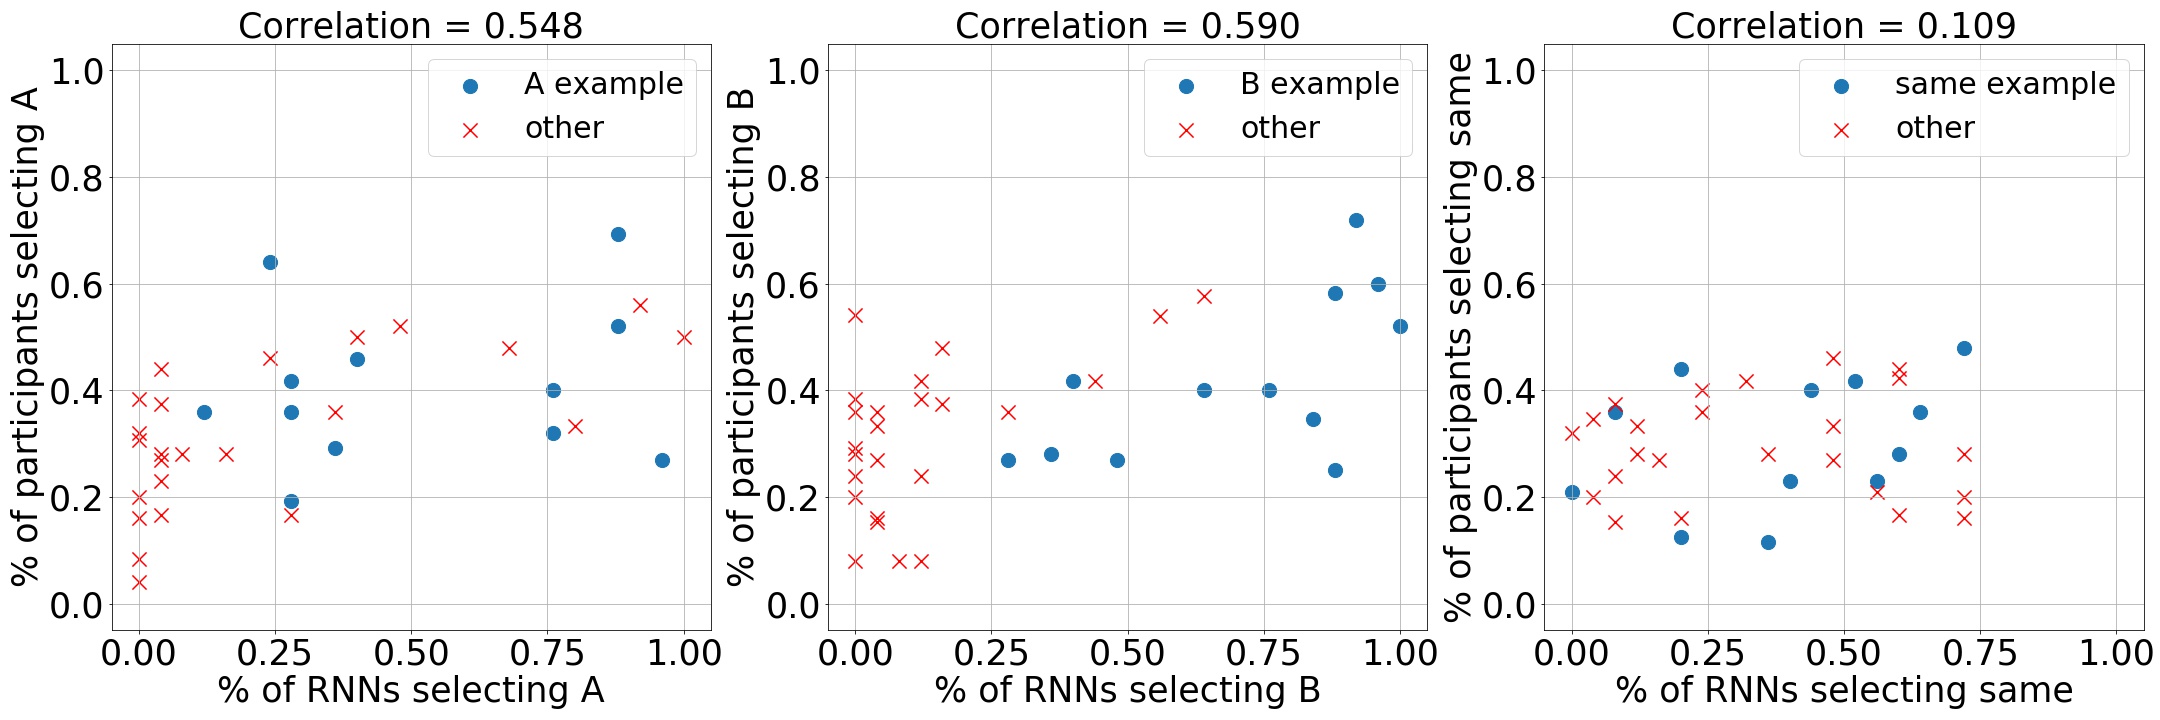 Correlation = 0.548
% of participants selecting A
1.0
0.8
0.6
0.4
0.2
0.0
A example
other
0.00 0.25 0.50 0.75 1.00
% of RNNs selecting A
Correlation = 0.590
% of participants selecting B
1.0
0.8
0.6
0.4
0.2
0.0
B example
other
0.00 0.25 0.50 0.75 1.00
% of RNNs selecting B
Correlation = 0.109
% of participants selecting same
1.0
0.8
0.6
0.4
0.2
0.0
same example
other
0.00 0.25 0.50 0.75 1.00
% of RNNs selecting same